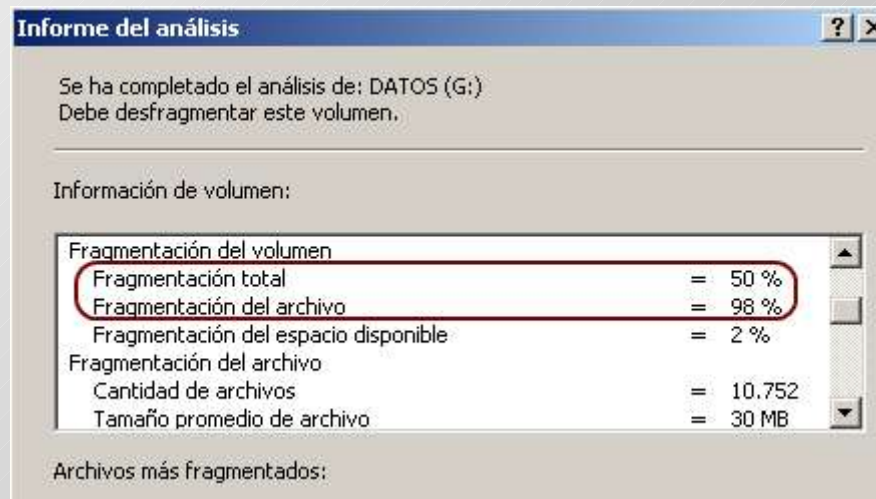 Informe del análisis
Se ha completado el análisis de: DATOS (G:)
Debe desfragmentar este volumen.
Información de volumen:
Fragmentación del volumen
Fragmentación total = 50 %
Fragmentación del archivo = 98 %
Fragmentación del espacio disponible = 2 %
Fragmentación del archivo
Cantidad de archivos = 10.752
Tamaño promedio de archivo = 30 MB
Archivos más fragmentados: